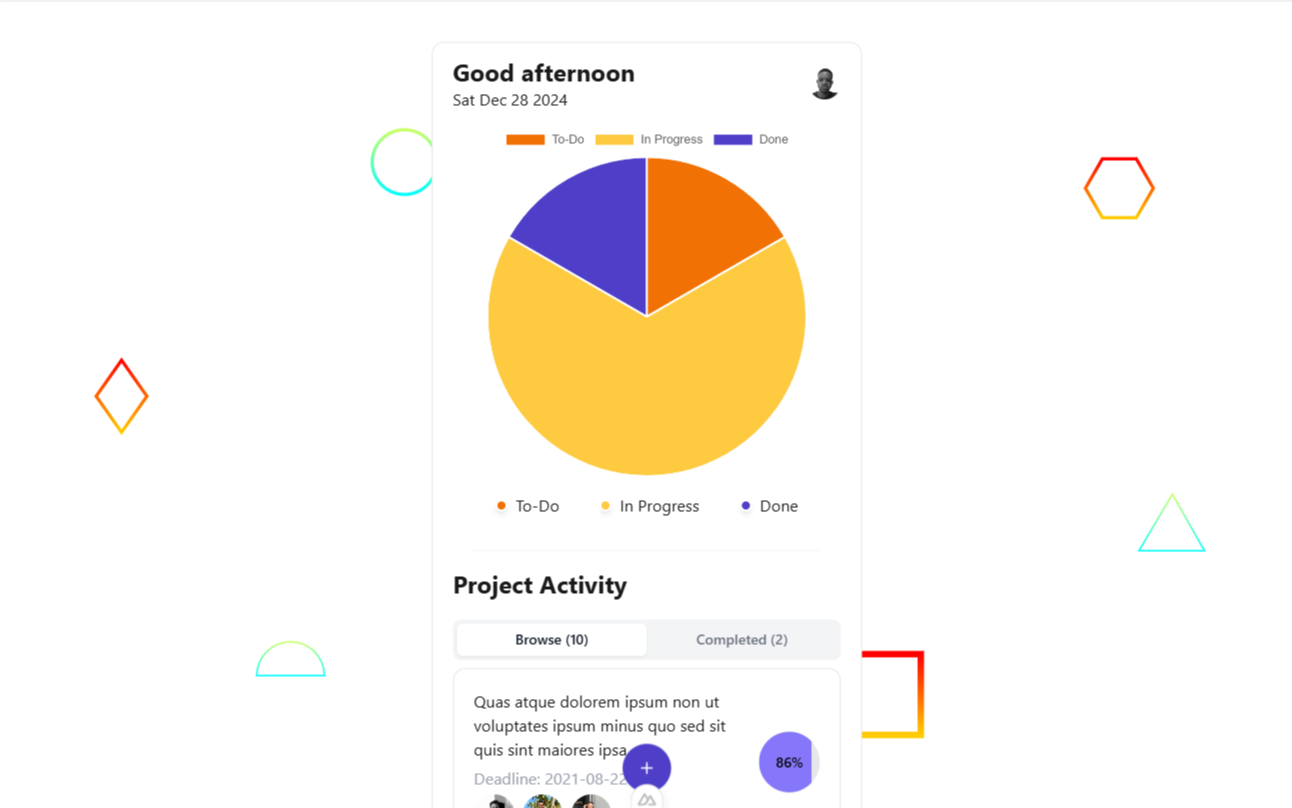 Good afternoon
Sat Dec 28 2024
To-Do In Progress Done
To-Do In Progress Done
Project Activity
Browse (10) Completed (2)
Quas atque dolorem ipsum non ut
voluptates ipsum minus quo sed sit
quis sint maiores ipsa
86%
Deadline: 2021-08-22